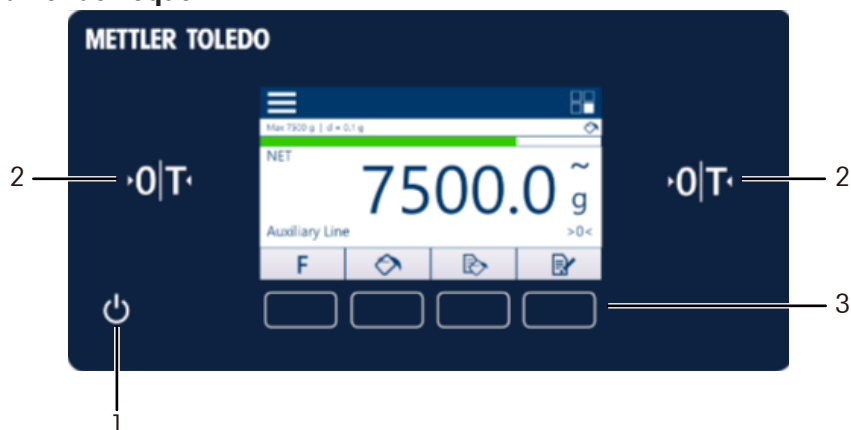 METTLER TOLEDO
Max 7500 g | d = 0.1 g
NET
7500.0 ~ g
Auxiliary Line >0<
F
2 0|T 0|T 2
3
1